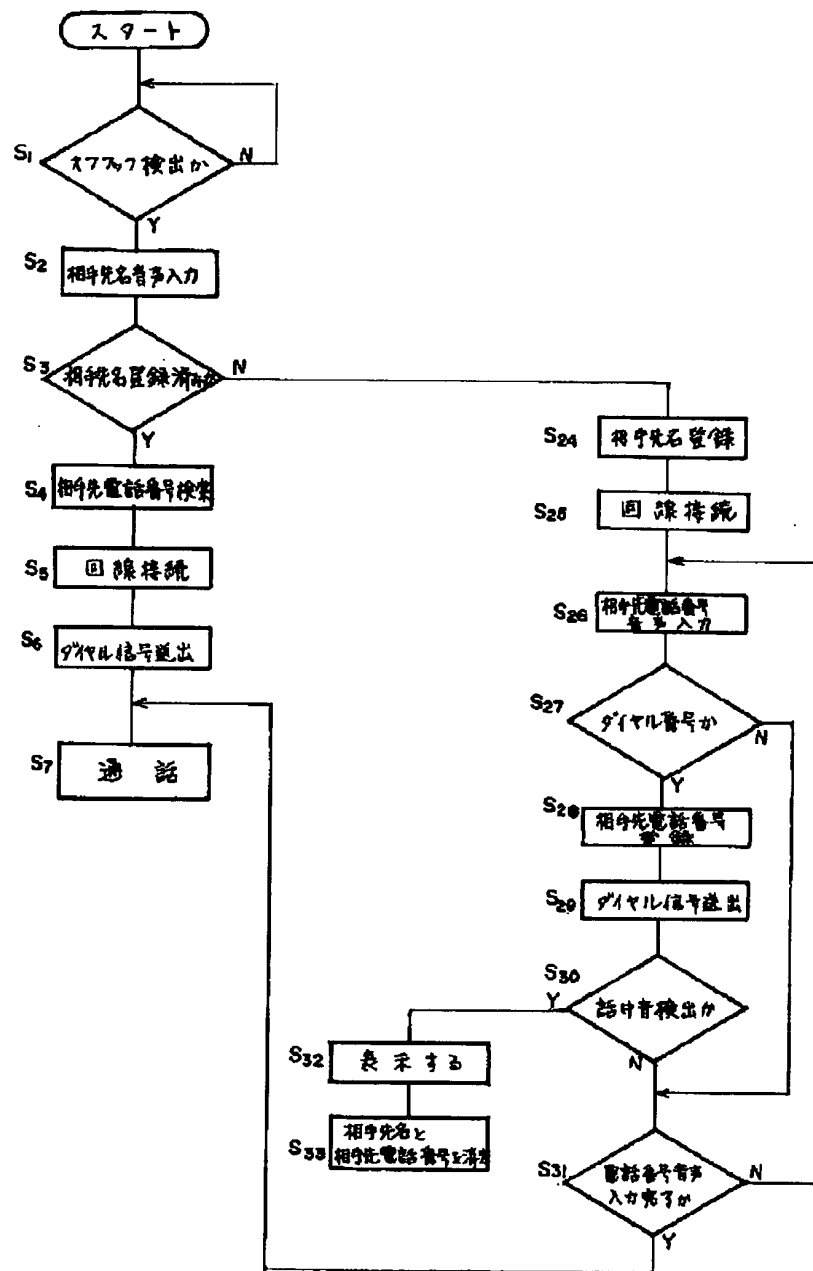 スタート
S1
オフフック検出か
N
Y
S2
相手先名音声入力
S3
相手先名登録済みか
N
Y
S4
相手先電話番号検索
S5
回線接続
S6
ダイヤル信号送出
S7
通話
S24
相手先名登録
S25
回線接続
S26
相手先電話番号
音声入力
S27
ダイヤル番号か
N
Y
S28
相手先電話番号
登録
S29
ダイヤル信号送出
S30
話中音検出か
Y
N
S32
表示する
S33
相手先名と
相手先電話番号を消去
S31
電話番号音声
入力完了か
N
Y